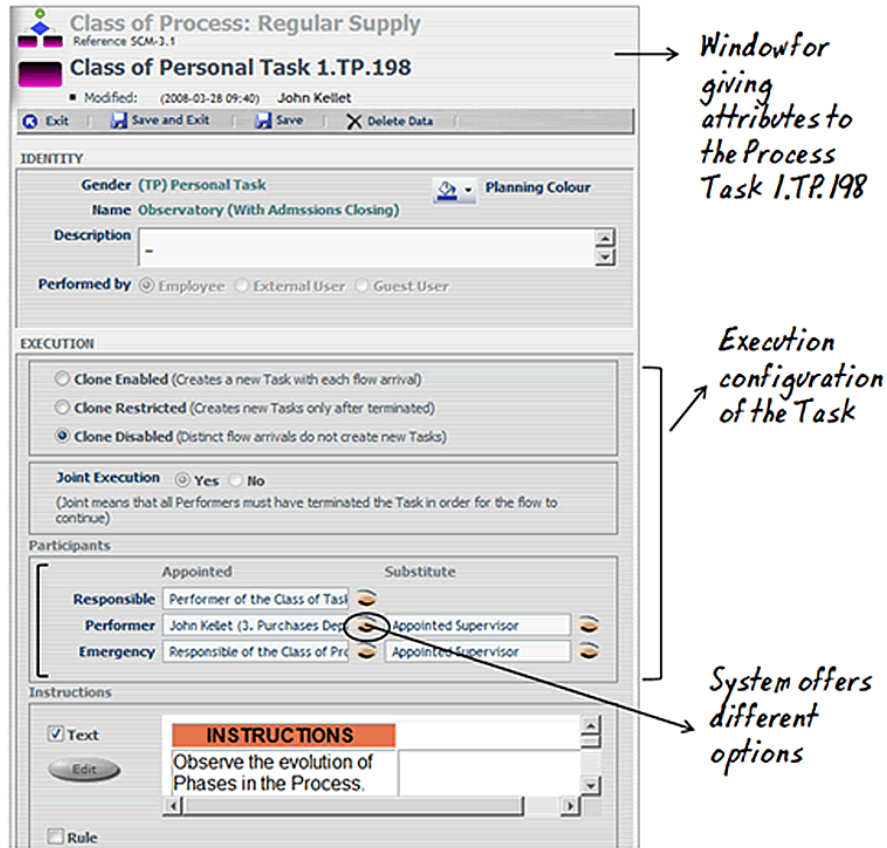 Class of Process: Regular Supply
Reference SCM-3.1
Class of Personal Task 1.TP.198
Modified: (2008-03-28 09:40) John Kellet
Exit Save and Exit Save Delete Data
IDENTITY
Gender (TP) Personal Task
Planning Colour
Name Observatory (With Admssions Closing)
Description
–
Performed by Employee External User Guest User
EXECUTION
Clone Enabled (Creates a new Task with each flow arrival)
Clone Restricted (Creates new Tasks only after terminated)
Clone Disabled (Distinct flow arrivals do not create new Tasks)
Joint Execution Yes No
(Joint means that all Performers must have terminated the Task in order for the flow to
continue)
Participants
Appointed Substitute
Responsible Performer of the Class of Task
Performer John Kellet (3. Purchases Dep Appointed Supervisor
Emergency Responsible of the Class of Pro Appointed Supervisor
Instructions
Text
Edit
INSTRUCTIONS
Observe the evolution of
Phases in the Process.
Rule
Window for
giving
attributes to
the Process
Task 1.TP.198
Execution
configuration
of the Task
System offers
different
options